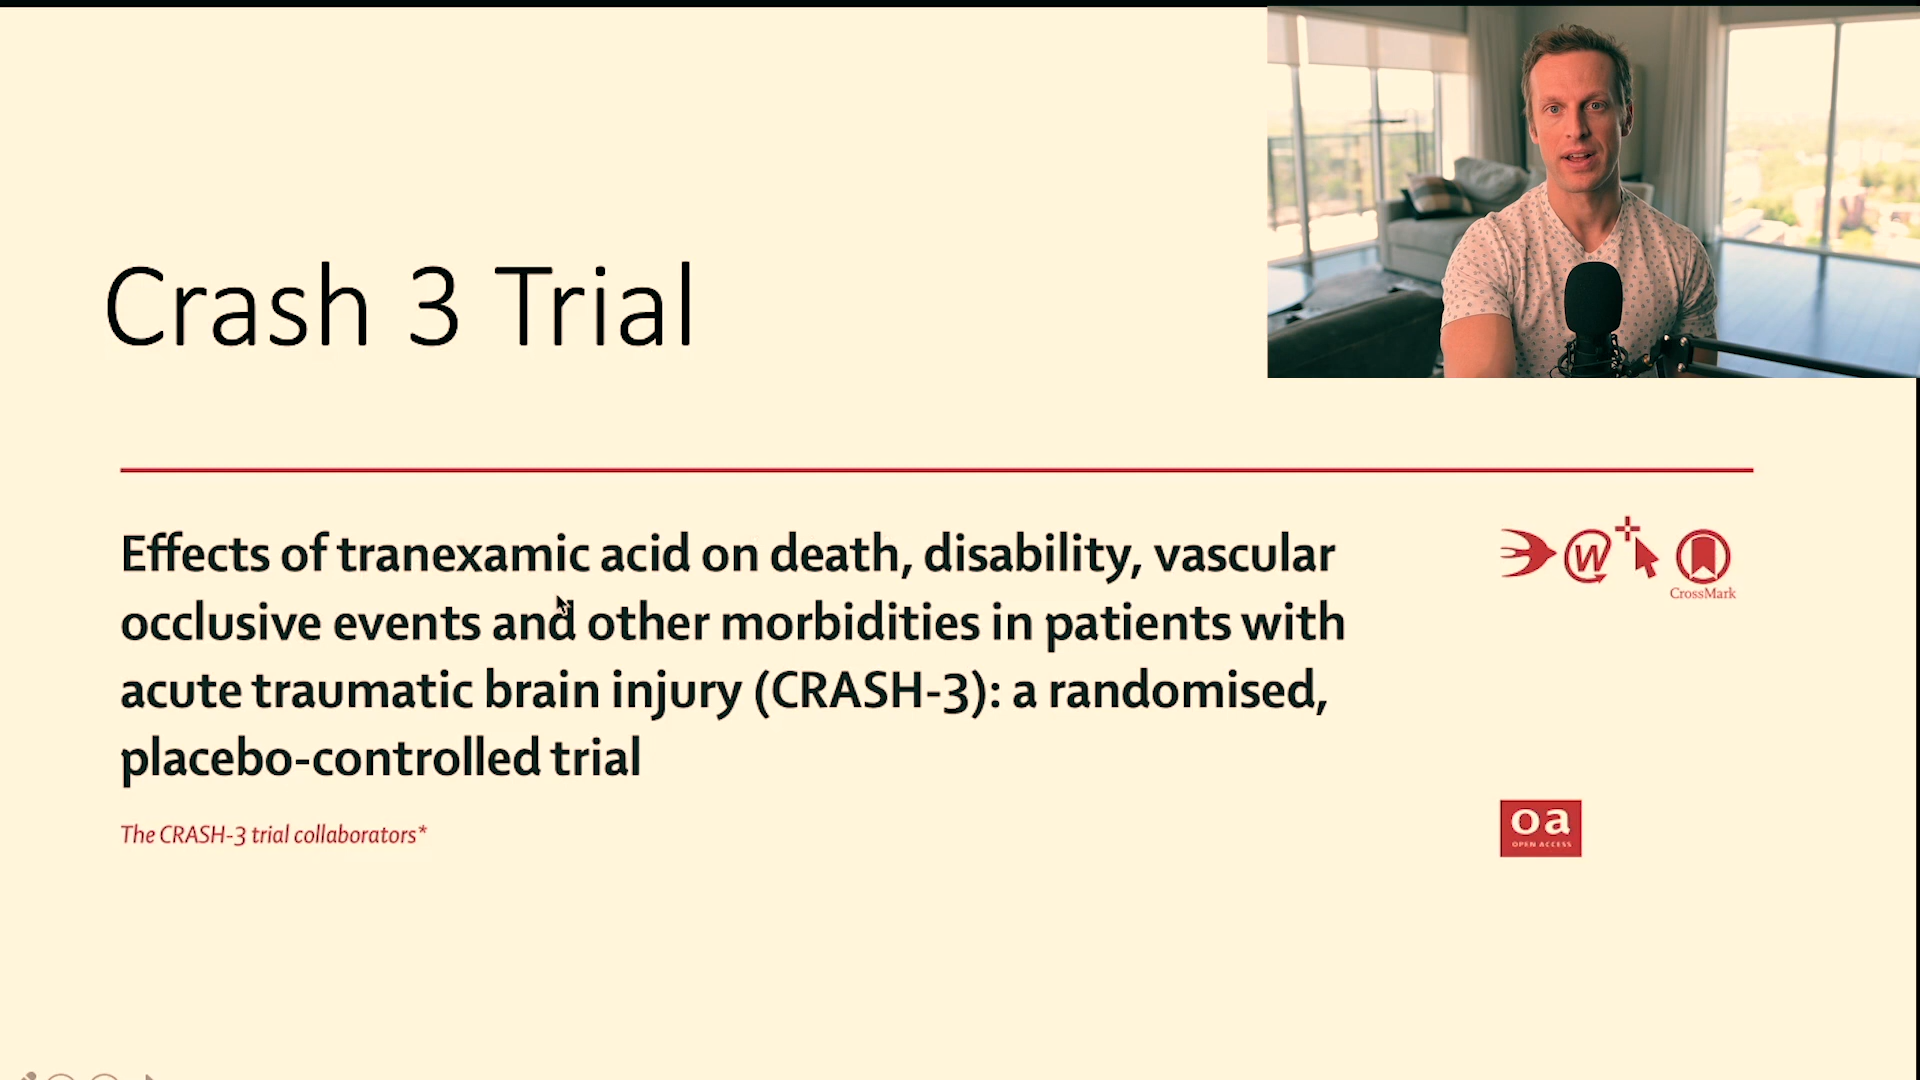 Crash 3 Trial
Effects of tranexamic acid on death, disability, vascular
occlusive events and other morbidities in patients with
acute traumatic brain injury (CRASH-3): a randomised,
placebo-controlled trial
The CRASH-3 trial collaborators*
W
CrossMark
oa
OPEN ACCESS